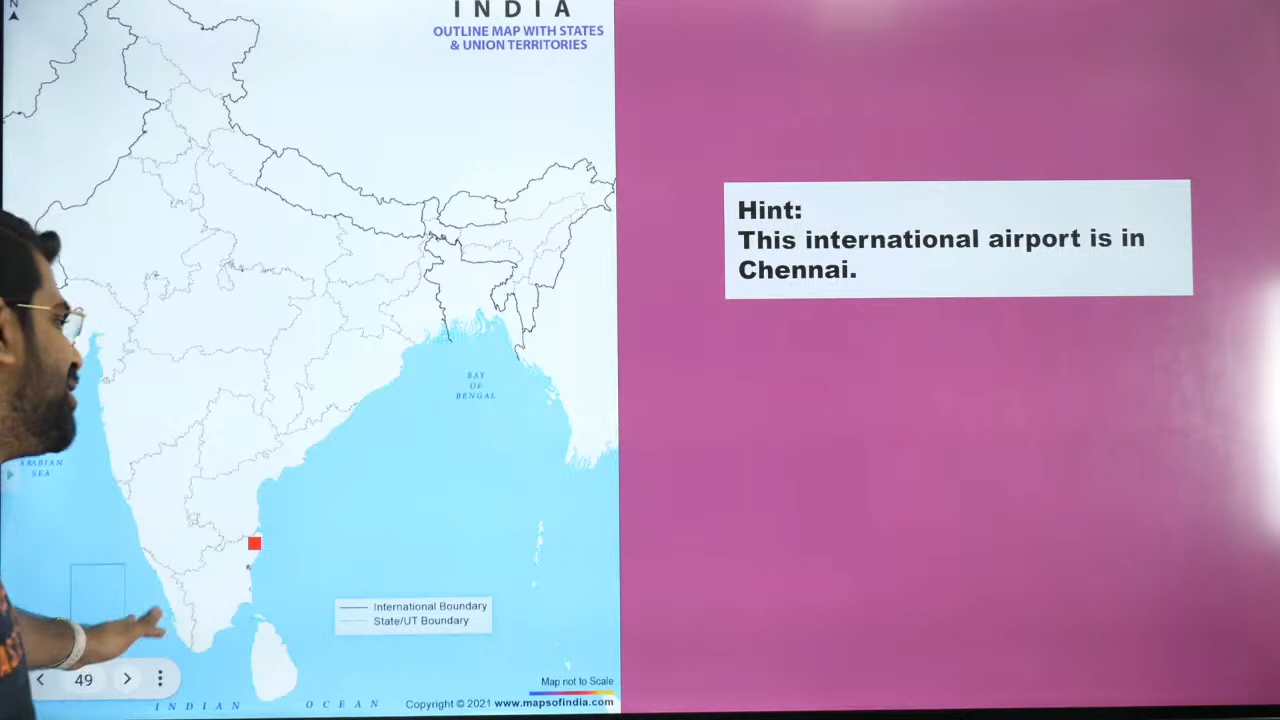 N
INDIA
OUTLINE MAP WITH STATES
& UNION TERRITORIES
BAY
OF
BENGAL
ARABIAN
SEA
International Boundary
State/UT Boundary
49
Map not to Scale
INDIAN OCEAN
Copyright © 2021 www.mapsofindia.com
Hint:
This international airport is in
Chennai.